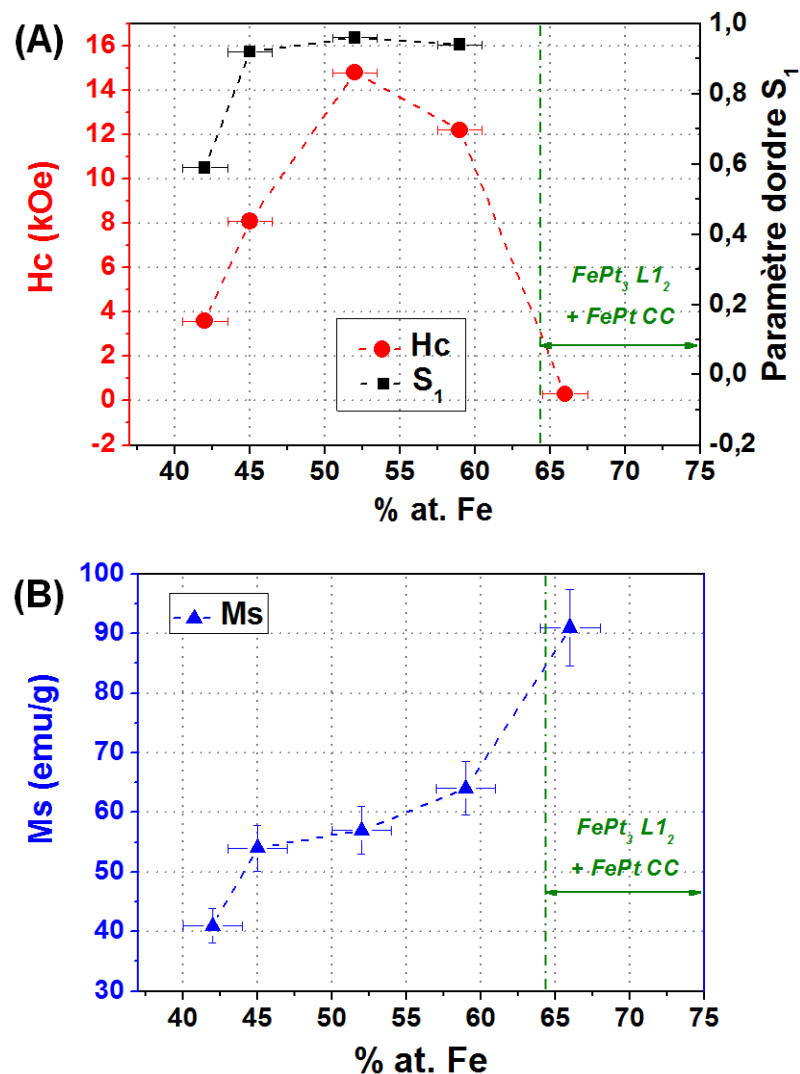 (A)
Hc (kOe)
16
14
12
10
8
6
4
2
0
-2
1,0
0,8
0,6
0,4
0,2
0,0
-0,2
Paramètre dordre S₁
FePt₃ L1₂
+ FePt CC
Hc
S₁
40 45 50 55 60 65 70 75
% at. Fe
(B)
Ms (emu/g)
100
90
80
70
60
50
40
30
Ms
FePt₃ L1₂
+ FePt CC
40 45 50 55 60 65 70 75
% at. Fe